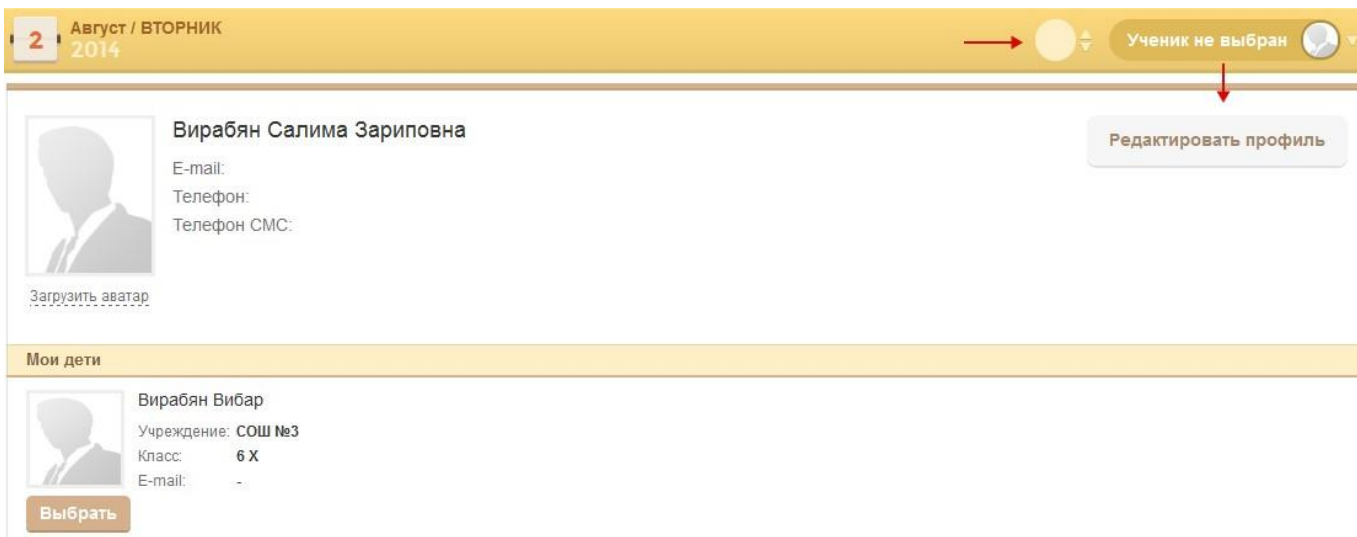 2
Август / ВТОРНИК
2014
Ученик не выбран
Вирабян Салима Зариповна
Редактировать профиль
E-mail:
Телефон:
Телефон СМС:
Загрузить аватар
Мои дети
Вирабян Вибар
Учреждение: СОШ №3
Класс: 6 Х
E-mail: -
Выбрать